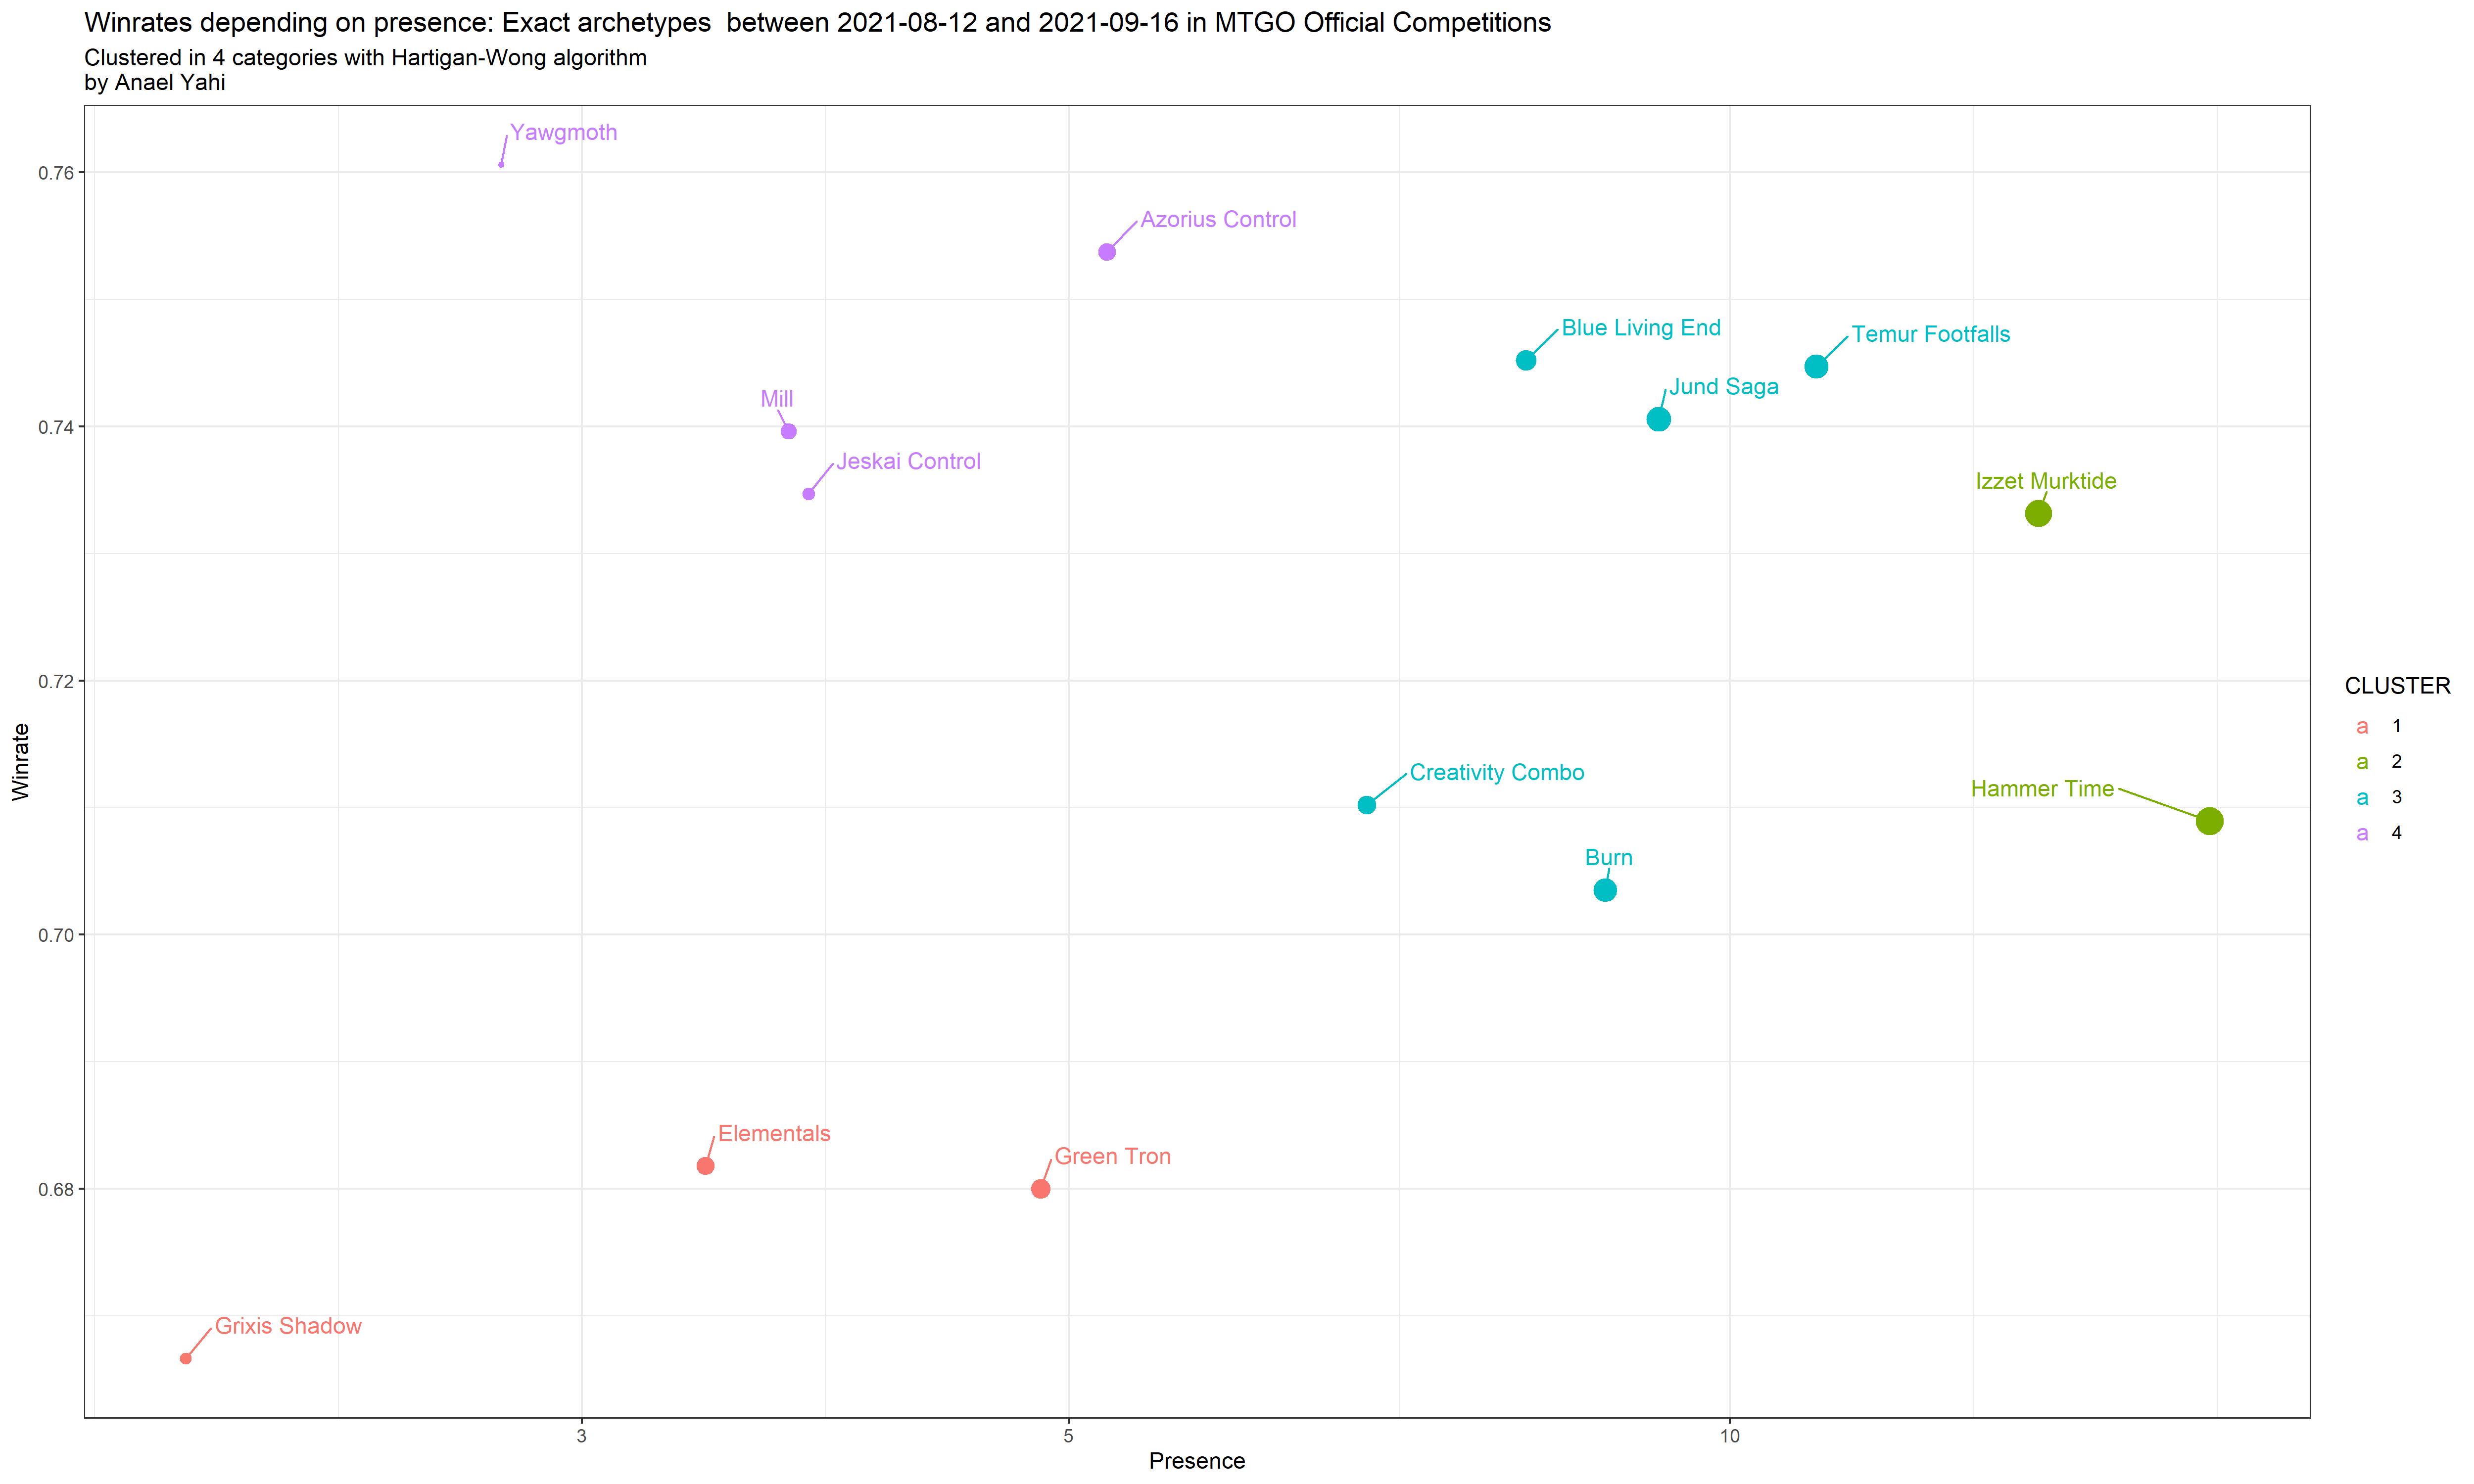 Winrates depending on presence: Exact archetypes  between 2021-08-12 and 2021-09-16 in MTGO Official Competitions
Clustered in 4 categories with Hartigan-Wong algorithm
by Anael Yahi
Yawgmoth
0.76
Azorius Control
Blue Living End
Temur Footfalls
Jund Saga
Mill
0.74
Jeskai Control
Izzet Murktide
0.72
CLUSTER
a 1
a 2
a 3
a 4
Winrate
Creativity Combo
Hammer Time
Burn
0.70
Elementals
Green Tron
0.68
Grixis Shadow
3
5
10
Presence